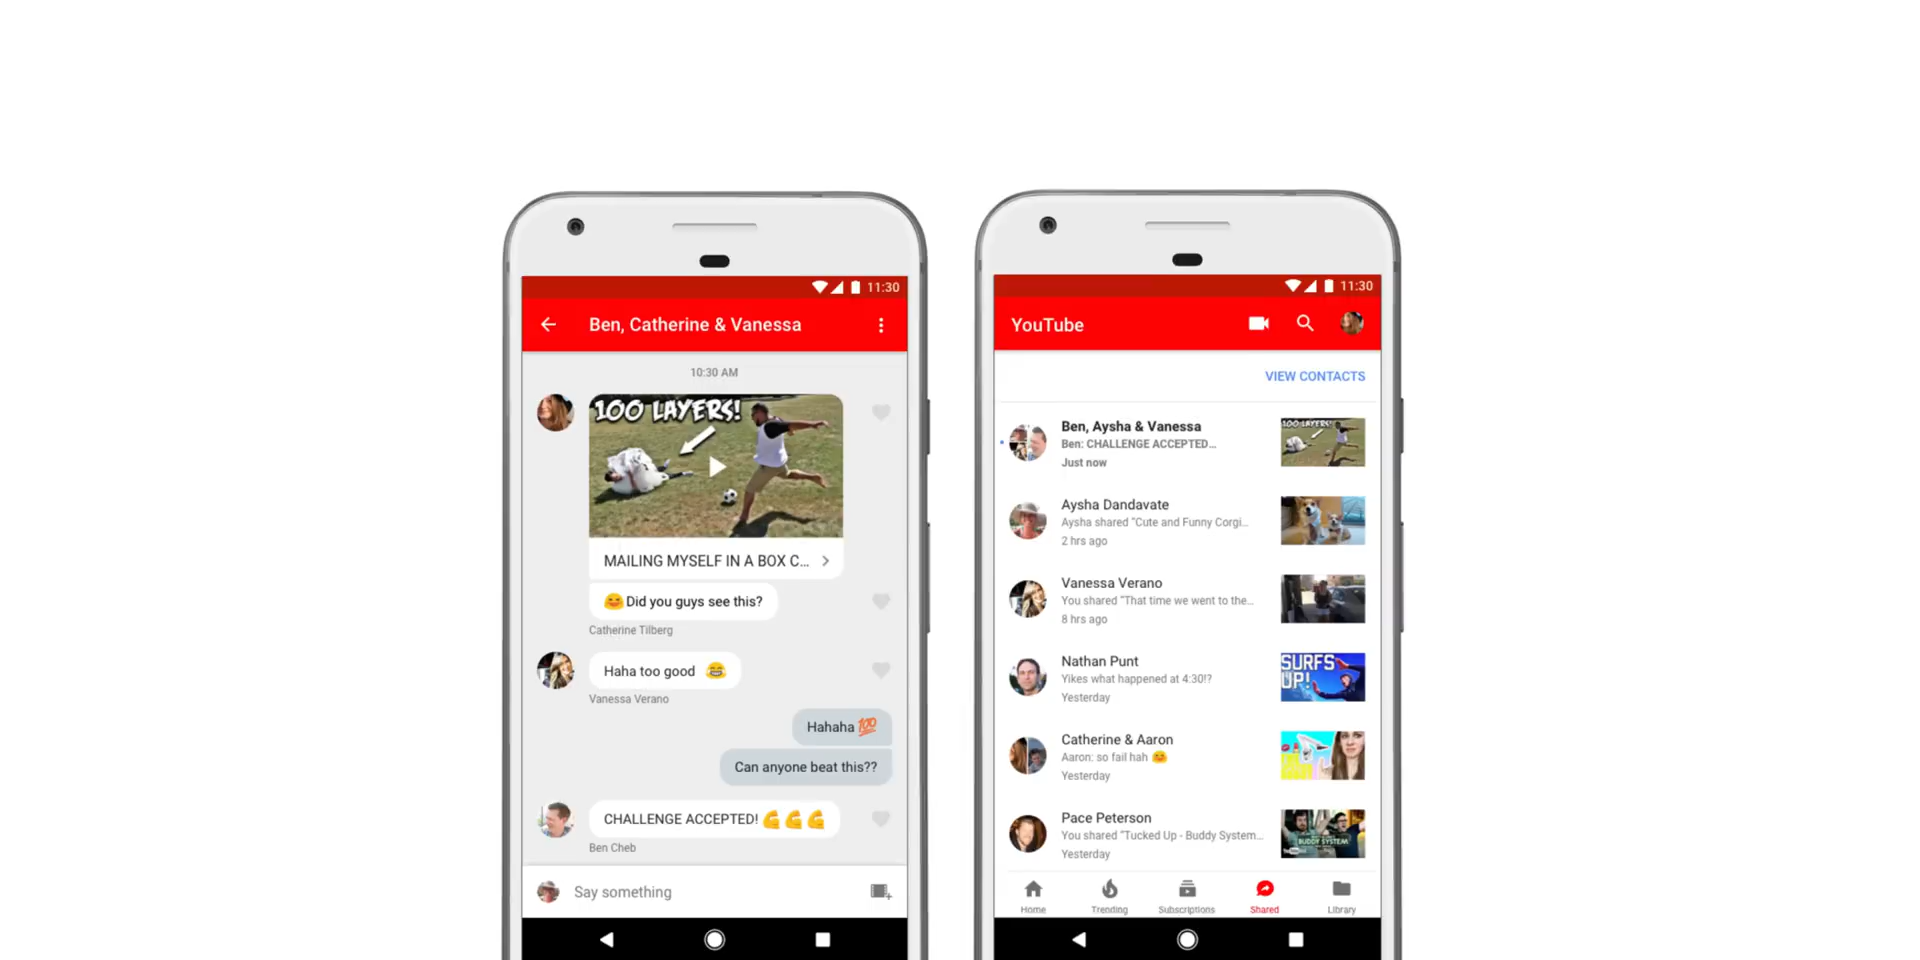 11:30
Ben, Catherine & Vanessa
10:30 AM
100 LAYERS!
MAILING MYSELF IN A BOX C...
Did you guys see this?
Catherine Tilberg
Haha too good
Vanessa Verano
Hahaha 💯
Can anyone beat this??
CHALLENGE ACCEPTED!
Ben Cheb
Say something
11:30
YouTube
VIEW CONTACTS
Ben, Aysha & Vanessa
Ben: CHALLENGE ACCEPTED...
Just now
100 LAYERS!
Aysha Dandavate
Aysha shared "Cute and Funny Corgi...
2 hrs ago
Vanessa Verano
You shared "That time we went to the...
8 hrs ago
Nathan Punt
Yikes what happened at 4:30!?
Yesterday
SURFS
UP!
Catherine & Aaron
Aaron: so fail hah
Yesterday
Pace Peterson
You shared "Tucked Up - Buddy System...
Yesterday
BUDDY SYSTEM
Home
Trending
Subscriptions
Shared
Library